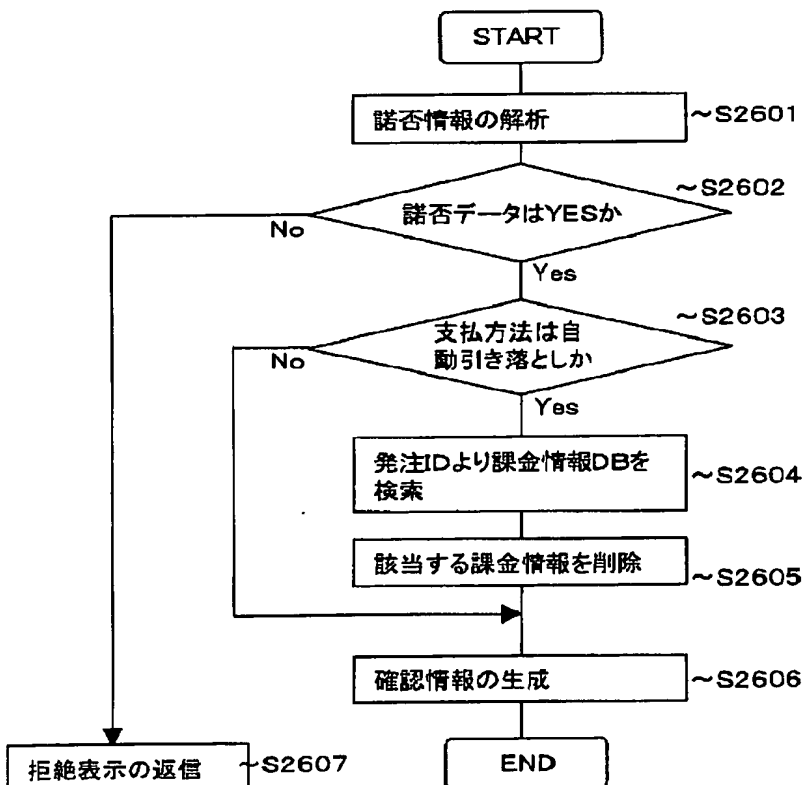 START
諾否情報の解析
~S2601
諾否データはYESか
~S2602
No
Yes
支払方法は自
動引き落としか
~S2603
No
Yes
発注IDより課金情報DBを
検索
~S2604
該当する課金情報を削除
~S2605
確認情報の生成
~S2606
拒絶表示の返信
~S2607
END